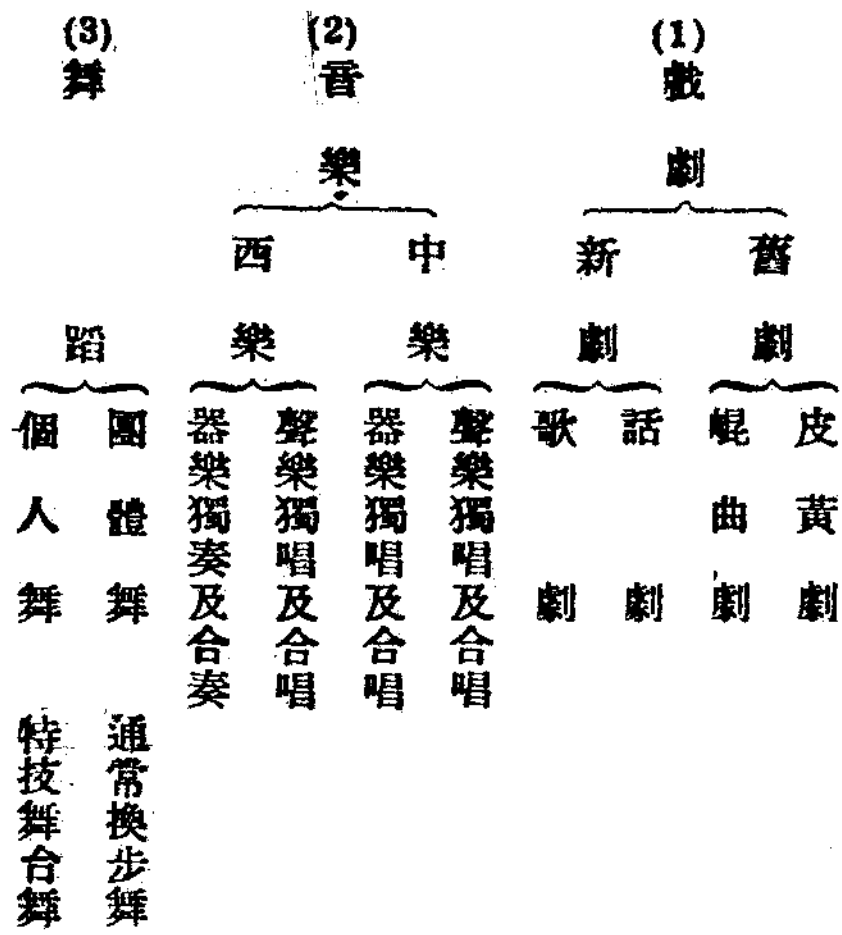 (1)
戲劇
舊劇
皮黃劇
崐曲劇
新劇
話劇
歌劇
(2)
音樂
中樂
聲樂獨唱及合唱
器樂獨唱及合唱
西樂
聲樂獨唱及合唱
器樂獨奏及合奏
(3)
舞蹈
團體舞 通常換步舞
個人舞 特技舞台舞